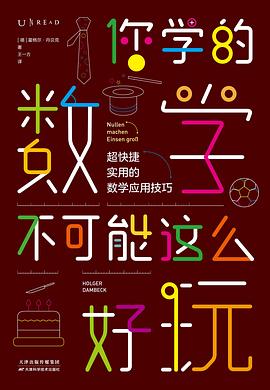 UNREAD
[德]霍格尔·丹贝克
著
王一方
译
你学的
数学
Nullen
machen
Einsen groß
超快捷
实用的
数学应用技巧
不可能这么
HOLGER
DAMBECK
好玩
天津出版传媒集团
天津科学技术出版社